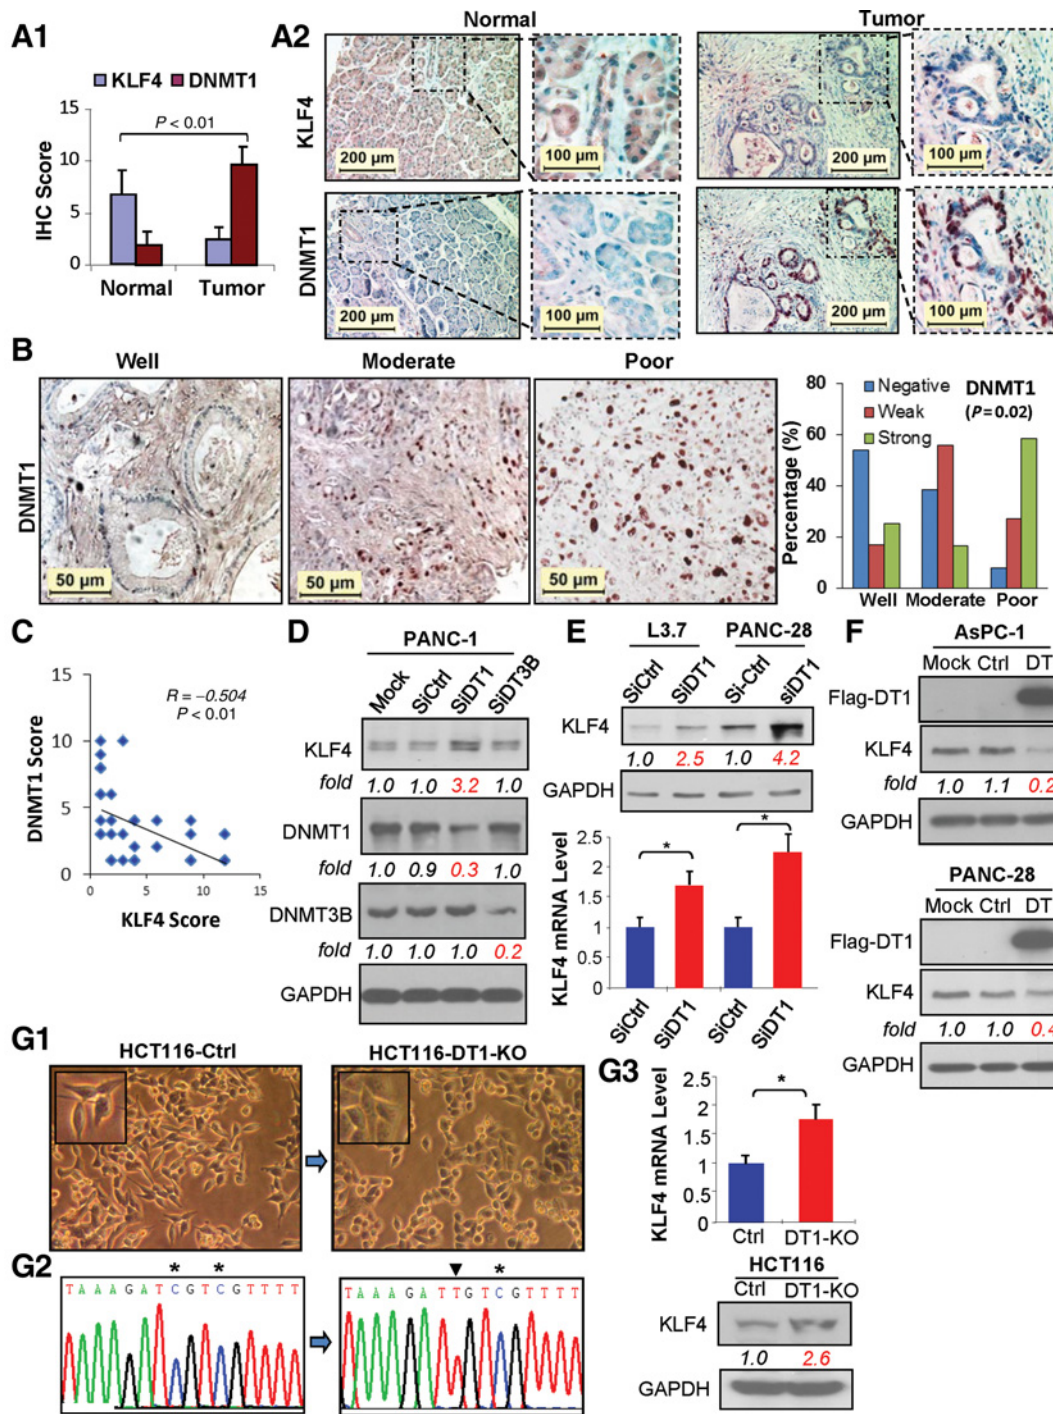 A1
KLF4 DNMT1
P < 0.01
IHC Score
15
10
5
0
Normal Tumor
A2
Normal Tumor
KLF4
200 µm 100 µm 200 µm 100 µm
DNMT1
200 µm 100 µm 200 µm 100 µm
B
Well Moderate Poor
DNMT1
50 µm 50 µm 50 µm
Negative
Weak
Strong
DNMT1
(P = 0.02)
Percentage (%)
80
60
40
20
0
Well Moderate Poor
C
R = −0.504
P < 0.01
DNMT1 Score
15
10
5
0
0 5 10 15
KLF4 Score
D
PANC-1
Mock SiCtrl SiDT1 SiDT3B
KLF4
fold 1.0 1.0 3.2 1.0
DNMT1
fold 1.0 0.9 0.3 1.0
DNMT3B
fold 1.0 1.0 1.0 0.2
GAPDH
E
L3.7 PANC-28
SiCtrl SiDT1 Si-Ctrl siDT1
KLF4
1.0 2.5 1.0 4.2
GAPDH
KLF4 mRNA Level
2.5
2
1.5
1
0.5
0
* *
SiCtrl SiDT1 SiCtrl SiDT1
F
AsPC-1
Mock Ctrl DT
Flag-DT1
KLF4
fold 1.0 1.1 0.2
GAPDH
PANC-28
Mock Ctrl DT
Flag-DT1
KLF4
fold 1.0 1.0 0.4
GAPDH
G1
HCT116-Ctrl HCT116-DT1-KO
G2
* *
T A A A G A T C G T C G T T T T
*
T A A A G A T T G T C G T T T T
G3
KLF4 mRNA Level
2.5
2
1.5
1
0.5
0
*
Ctrl DT1-KO
HCT116
Ctrl DT1-KO
KLF4
1.0 2.6
GAPDH